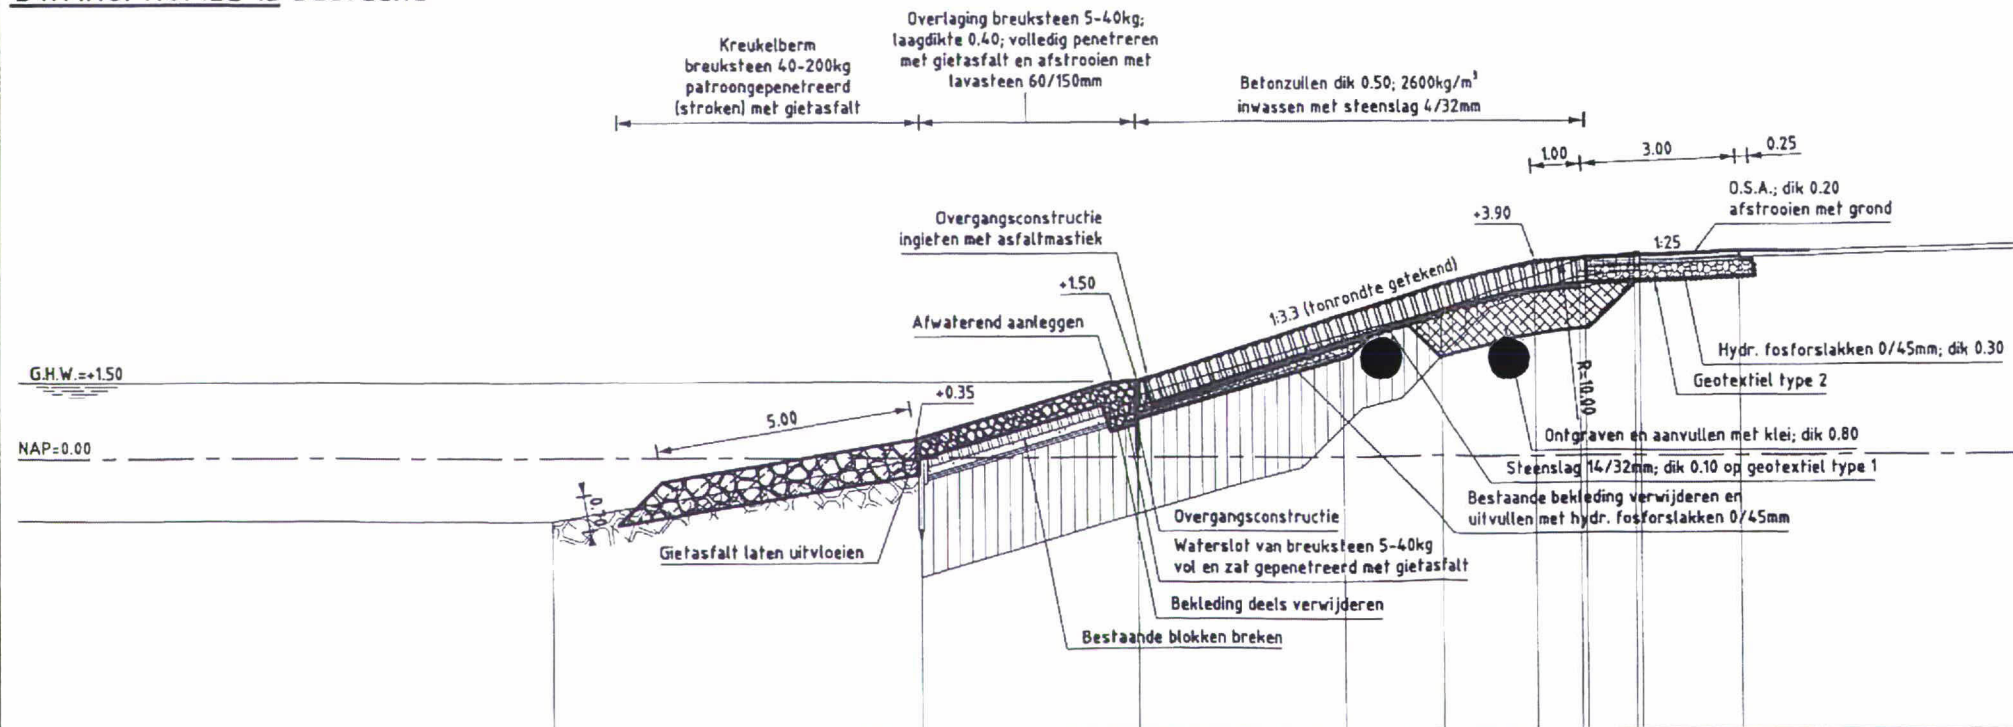 Kreukelberm
breuksteen 40-200kg
patroongepenetreerd
(stroken) met gietasfalt
Overlaging breuksteen 5-40kg;
laagdikte 0.40; volledig penetreren
met gietasfalt en afstrooien met
lavasteen 60/150mm
Betonzuilen dik 0.50; 2600kg/m³
inwassen met steenslag 4/32mm
1.00
3.00
0.25
O.S.A.; dik 0.20
afstrooien met grond
+3.90
1:25
Overgangsconstructie
ingieten met asfaltmastiek
+1.50
1:3.3 (tonrondte getekend)
Afwaterend aanleggen
Hydr. fosforslakken 0/45mm; dik 0.30
Geotextiel type 2
G.H.W.=+1.50
+0.35
5.00
R=10.00
NAP=0.00
Ontgraven en aanvullen met klei; dik 0.80
Steenslag 14/32mm; dik 0.10 op geotextiel type 1
Bestaande bekleding verwijderen en
uitvullen met hydr. fosforslakken 0/45mm
Overgangsconstructie
Gietasfalt laten uitvloeien
Waterslot van breuksteen 5-40kg
vol en zat gepenetreerd met gietasfalt
Bekleding deels verwijderen
Bestaande blokken breken